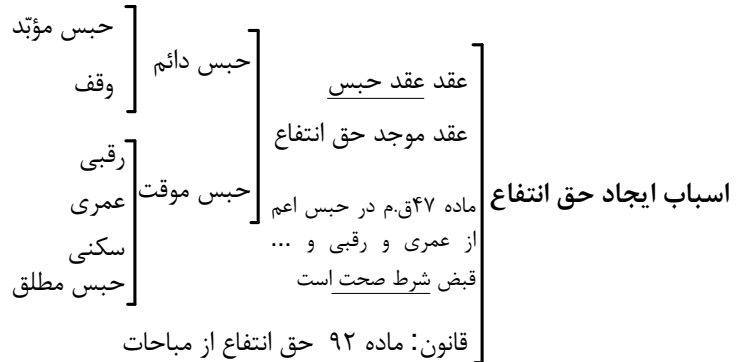 اسباب ایجاد حق انتفاع
عقد عقد حبس
عقد موجد حق انتفاع
ماده ۴۷ق.م در حبس اعم
از عمری و رقبی و ...
قبض شرط صحت است
قانون: ماده ۹۲ حق انتفاع از مباحات
حبس دائم
حبس مؤبّد
وقف
حبس موقت
رقبی
عمری
سکنی
حبس مطلق